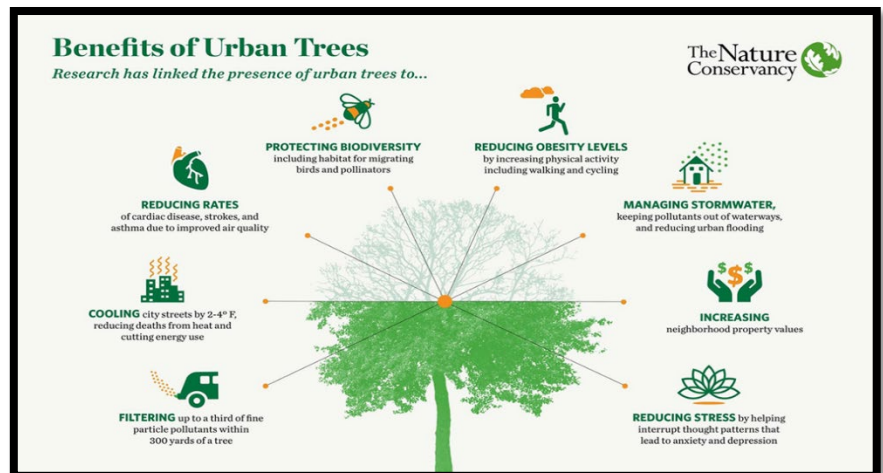 Benefits of Urban Trees
Research has linked the presence of urban trees to...
The Nature
Conservancy
PROTECTING BIODIVERSITY
including habitat for migrating
birds and pollinators
REDUCING OBESITY LEVELS
by increasing physical activity
including walking and cycling
REDUCING RATES
of cardiac disease, strokes, and
asthma due to improved air quality
MANAGING STORMWATER,
keeping pollutants out of waterways,
and reducing urban flooding
COOLING city streets by 2-4° F,
reducing deaths from heat and
cutting energy use
$ $ $
INCREASING
neighborhood property values
FILTERING up to a third of fine
particle pollutants within
300 yards of a tree
REDUCING STRESS by helping
interrupt thought patterns that
lead to anxiety and depression